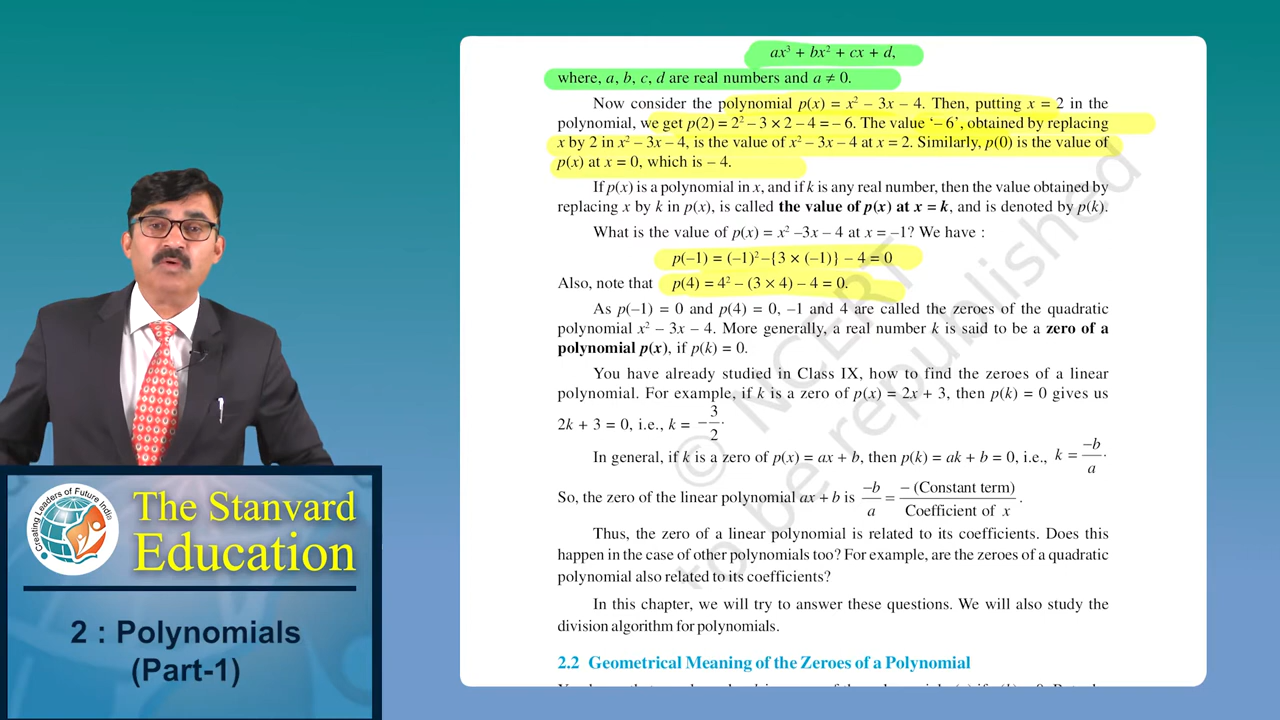 ax³ + bx² + cx + d,
where, a, b, c, d are real numbers and a ≠ 0.
Now consider the polynomial p(x) = x² – 3x – 4. Then, putting x = 2 in the
polynomial, we get p(2) = 2² – 3 × 2 – 4 = – 6. The value ‘– 6’, obtained by replacing
x by 2 in x² – 3x – 4, is the value of x² – 3x – 4 at x = 2. Similarly, p(0) is the value of
p(x) at x = 0, which is – 4.
If p(x) is a polynomial in x, and if k is any real number, then the value obtained by
replacing x by k in p(x), is called the value of p(x) at x = k, and is denoted by p(k).
What is the value of p(x) = x² –3x – 4 at x = –1? We have :
p(–1) = (–1)² –{3 × (–1)} – 4 = 0
Also, note that p(4) = 4² – (3 × 4) – 4 = 0.
As p(–1) = 0 and p(4) = 0, –1 and 4 are called the zeroes of the quadratic
polynomial x² – 3x – 4. More generally, a real number k is said to be a zero of a
polynomial p(x), if p(k) = 0.
You have already studied in Class IX, how to find the zeroes of a linear
polynomial. For example, if k is a zero of p(x) = 2x + 3, then p(k) = 0 gives us
2k + 3 = 0, i.e., k = –3/2.
In general, if k is a zero of p(x) = ax + b, then p(k) = ak + b = 0, i.e., k = –b/a.
So, the zero of the linear polynomial ax + b is –b/a = – (Constant term)/Coefficient of x.
Thus, the zero of a linear polynomial is related to its coefficients. Does this
happen in the case of other polynomials too? For example, are the zeroes of a quadratic
polynomial also related to its coefficients?
In this chapter, we will try to answer these questions. We will also study the
division algorithm for polynomials.
2.2 Geometrical Meaning of the Zeroes of a Polynomial
© NCERT
to be republished
Creating Leaders of Future India
The Stanvard
Education
2 : Polynomials
(Part-1)